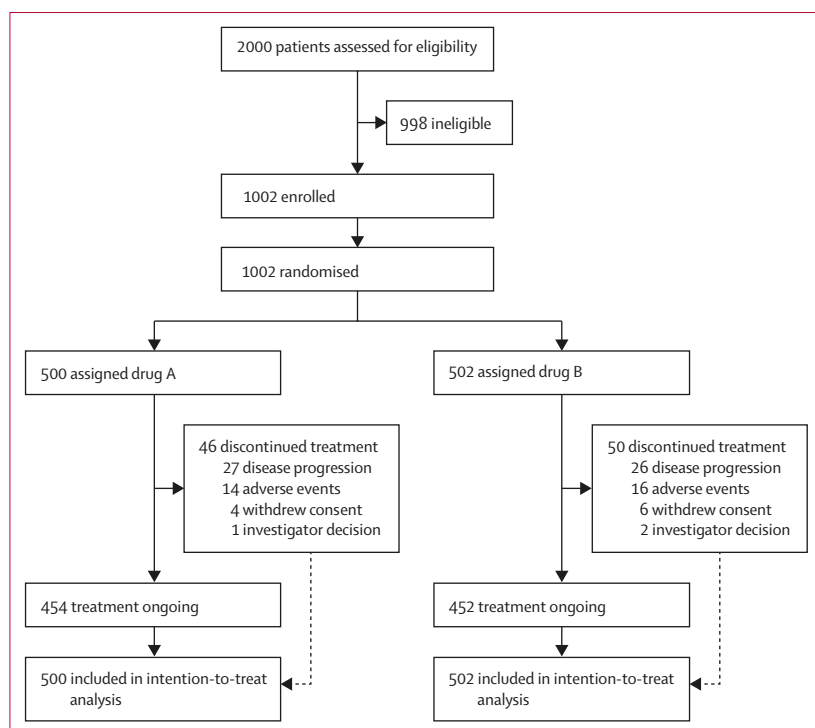 2000 patients assessed for eligibility
998 ineligible
1002 enrolled
1002 randomised
500 assigned drug A
502 assigned drug B
46 discontinued treatment
27 disease progression
14 adverse events
4 withdrew consent
1 investigator decision
50 discontinued treatment
26 disease progression
16 adverse events
6 withdrew consent
2 investigator decision
454 treatment ongoing
452 treatment ongoing
500 included in intention-to-treat
analysis
502 included in intention-to-treat
analysis